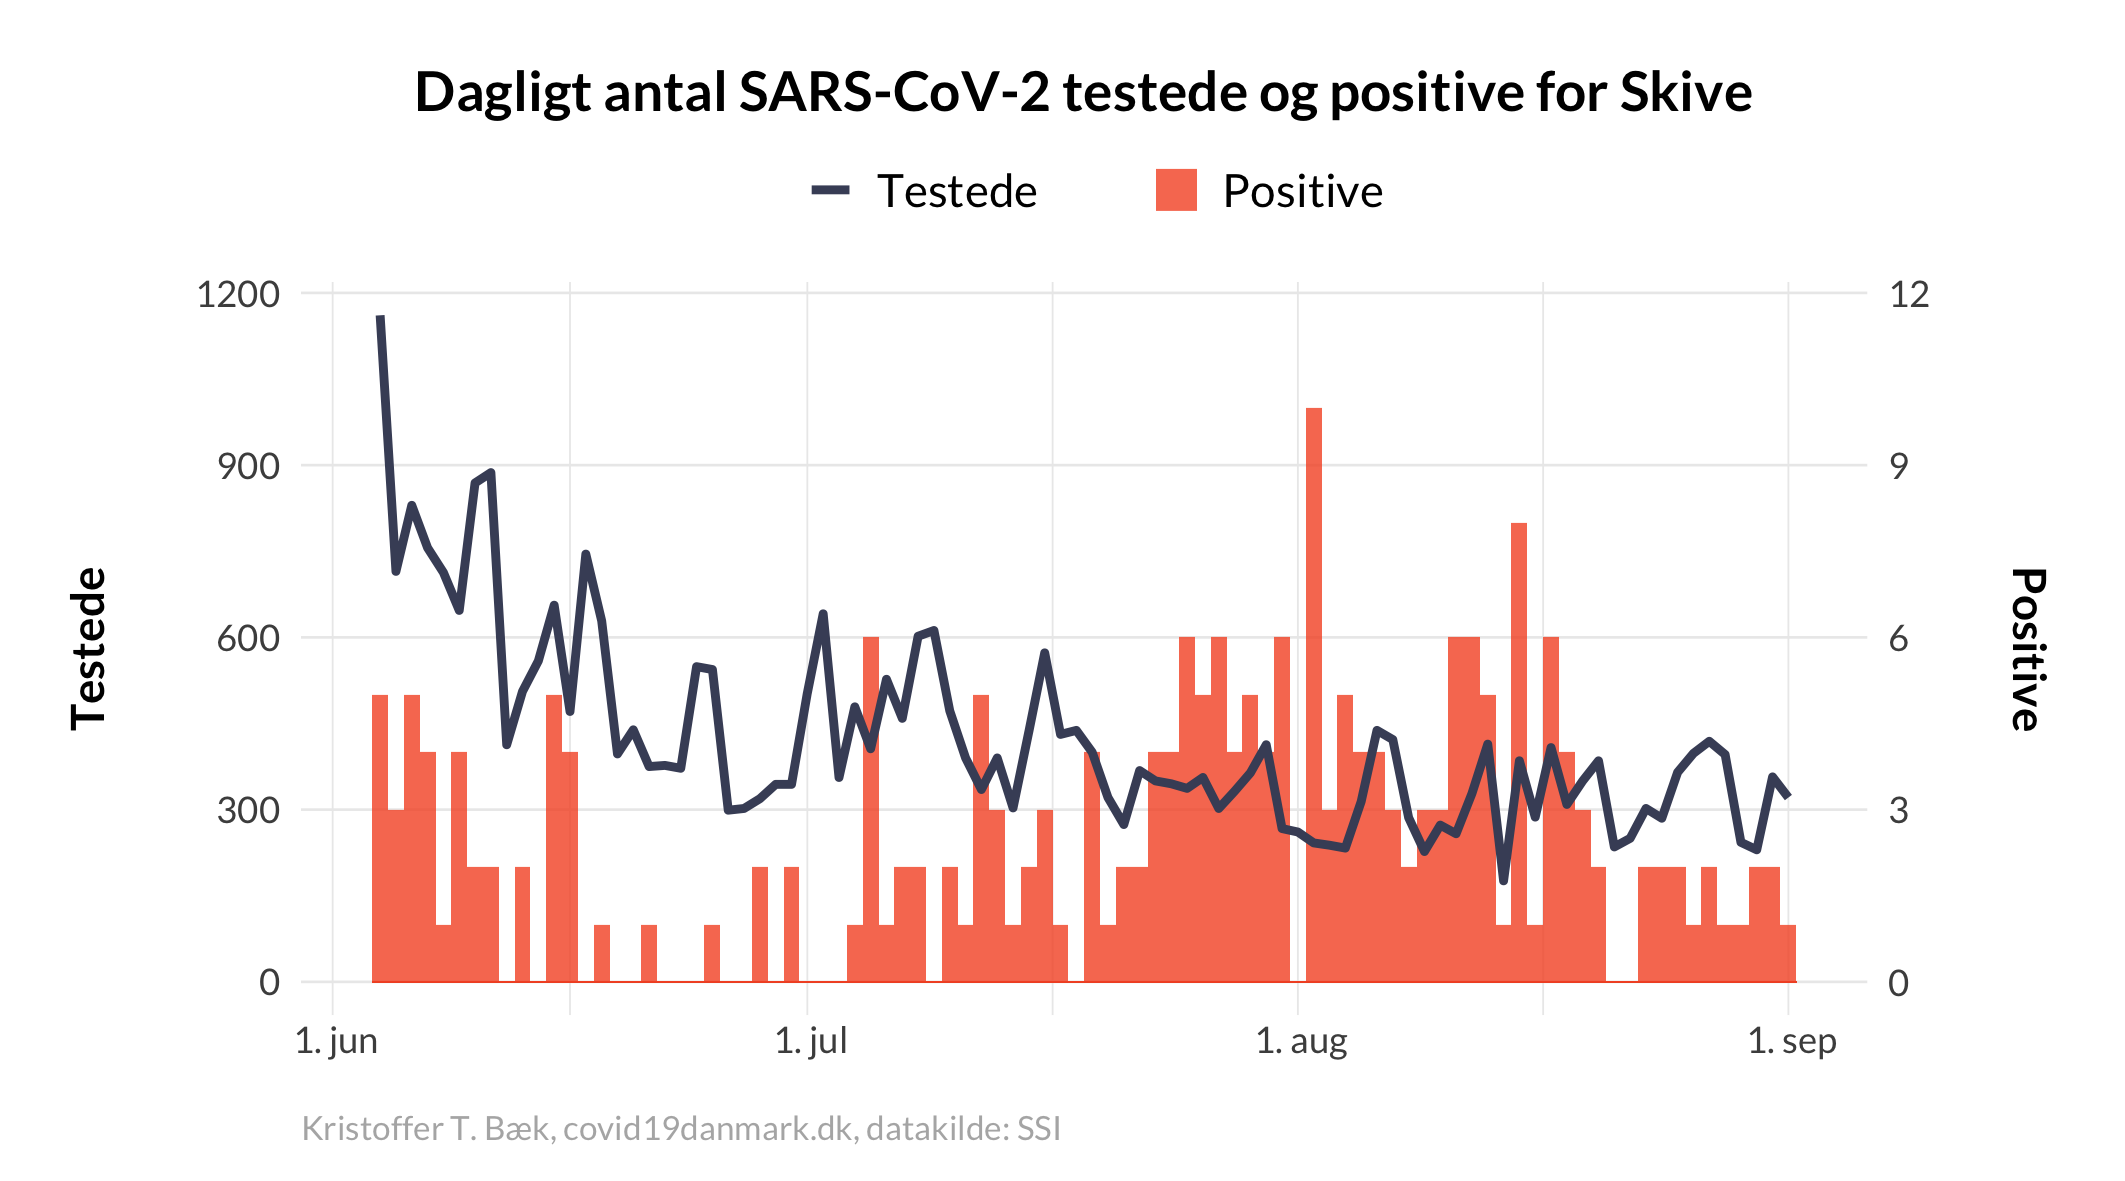 Dagligt antal SARS-CoV-2 testede og positive for Skive
Testede Positive
1200 12
900 9
600 6
300 3
0 0
Testede
Positive
1. jun 1. jul 1. aug 1. sep
Kristoffer T. Bæk, covid19danmark.dk, datakilde: SSI